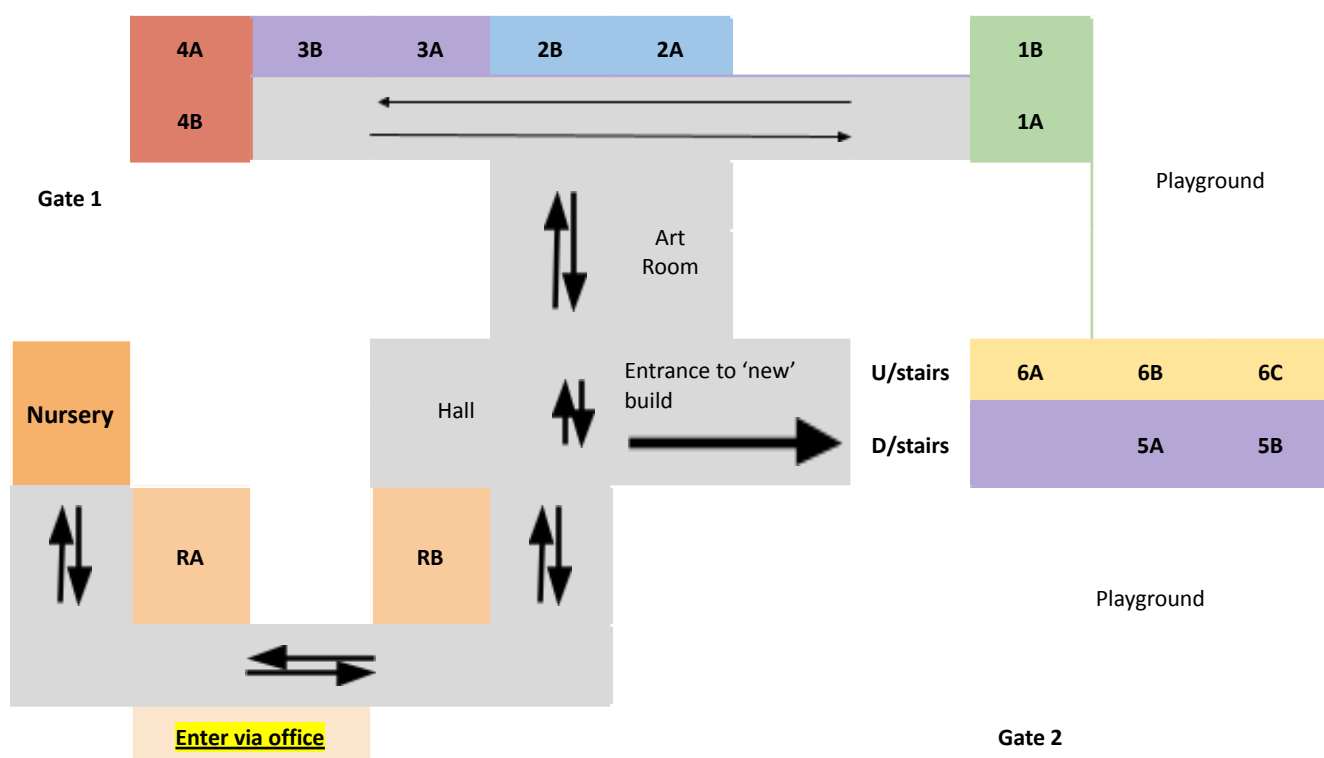 4A 3B 3A 2B 2A 1B
4B 1A
Gate 1
Playground
Art
Room
Nursery
Hall
Entrance to ‘new’
build
U/stairs 6A 6B 6C
D/stairs 5A 5B
RA RB
Playground
Enter via office
Gate 2